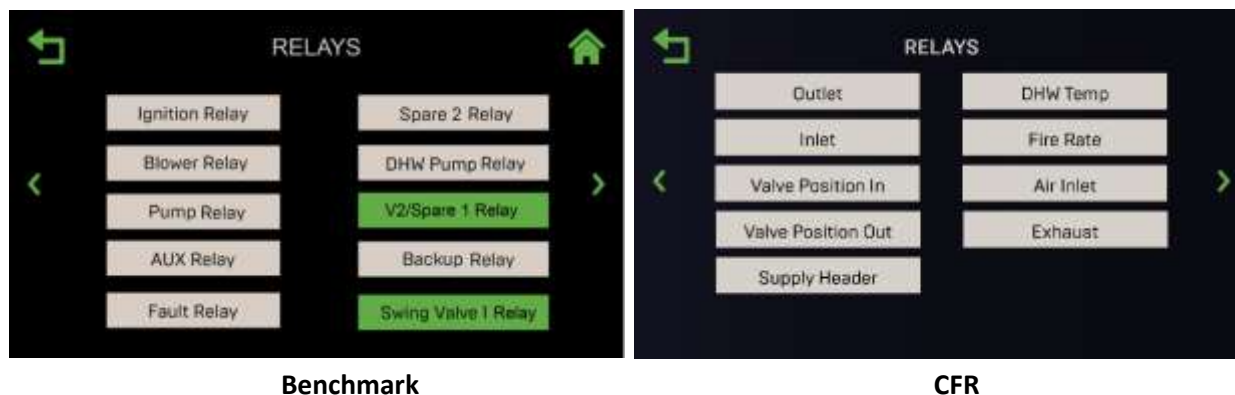 RELAYS
Ignition Relay
Spare 2 Relay
Blower Relay
DHW Pump Relay
Pump Relay
V2/Spare 1 Relay
AUX Relay
Backup Relay
Fault Relay
Swing Valve 1 Relay
Benchmark
RELAYS
Outlet
DHW Temp
Inlet
Fire Rate
Valve Position In
Air Inlet
Valve Position Out
Exhaust
Supply Header
CFR